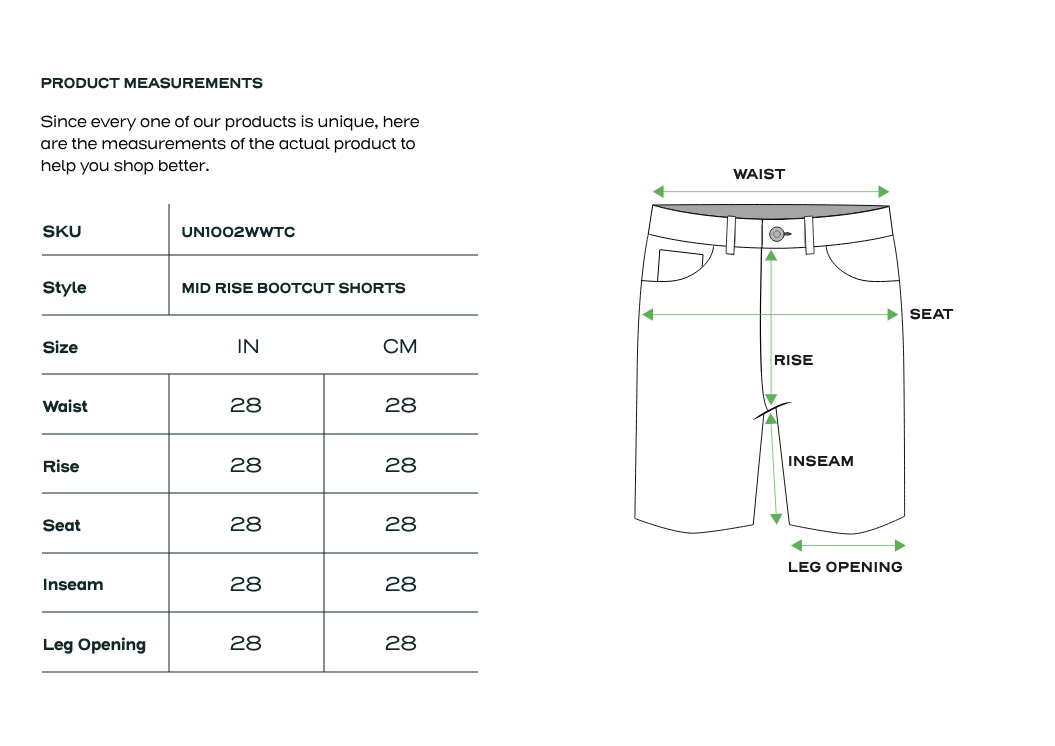 PRODUCT MEASUREMENTS
Since every one of our products is unique, here
are the measurements of the actual product to
help you shop better.
SKU UN1002WWTC
Style MID RISE BOOTCUT SHORTS
Size IN CM
Waist 28 28
Rise 28 28
Seat 28 28
Inseam 28 28
Leg Opening 28 28
WAIST
SEAT
RISE
INSEAM
LEG OPENING